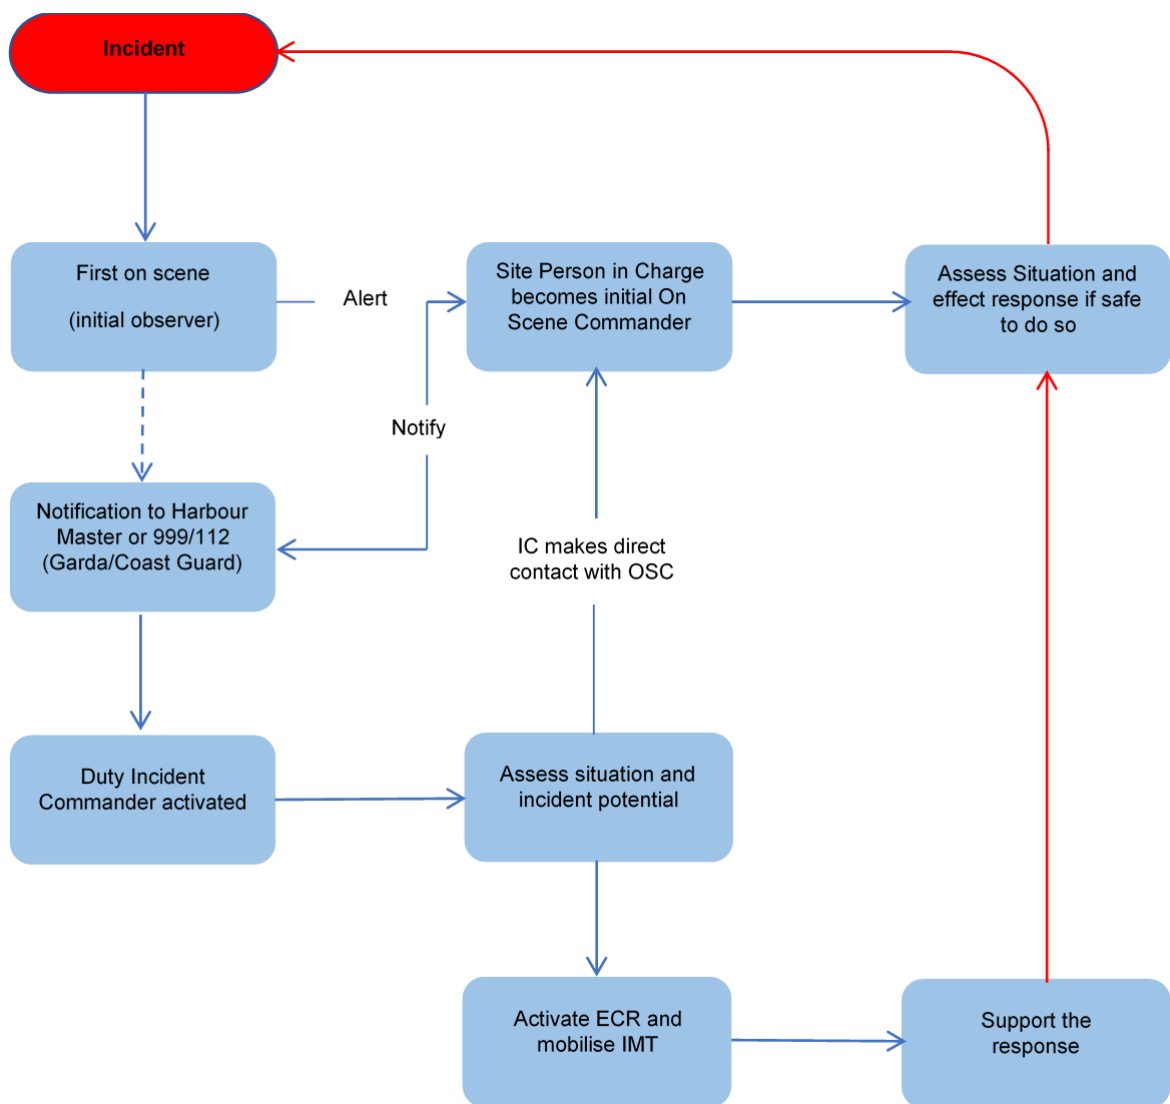 Incident
First on scene
(initial observer)
Alert
Site Person in Charge
becomes initial On
Scene Commander
Assess Situation and
effect response if safe
to do so
Notify
Notification to Harbour
Master or 999/112
(Garda/Coast Guard)
IC makes direct
contact with OSC
Duty Incident
Commander activated
Assess situation and
incident potential
Activate ECR and
mobilise IMT
Support the
response